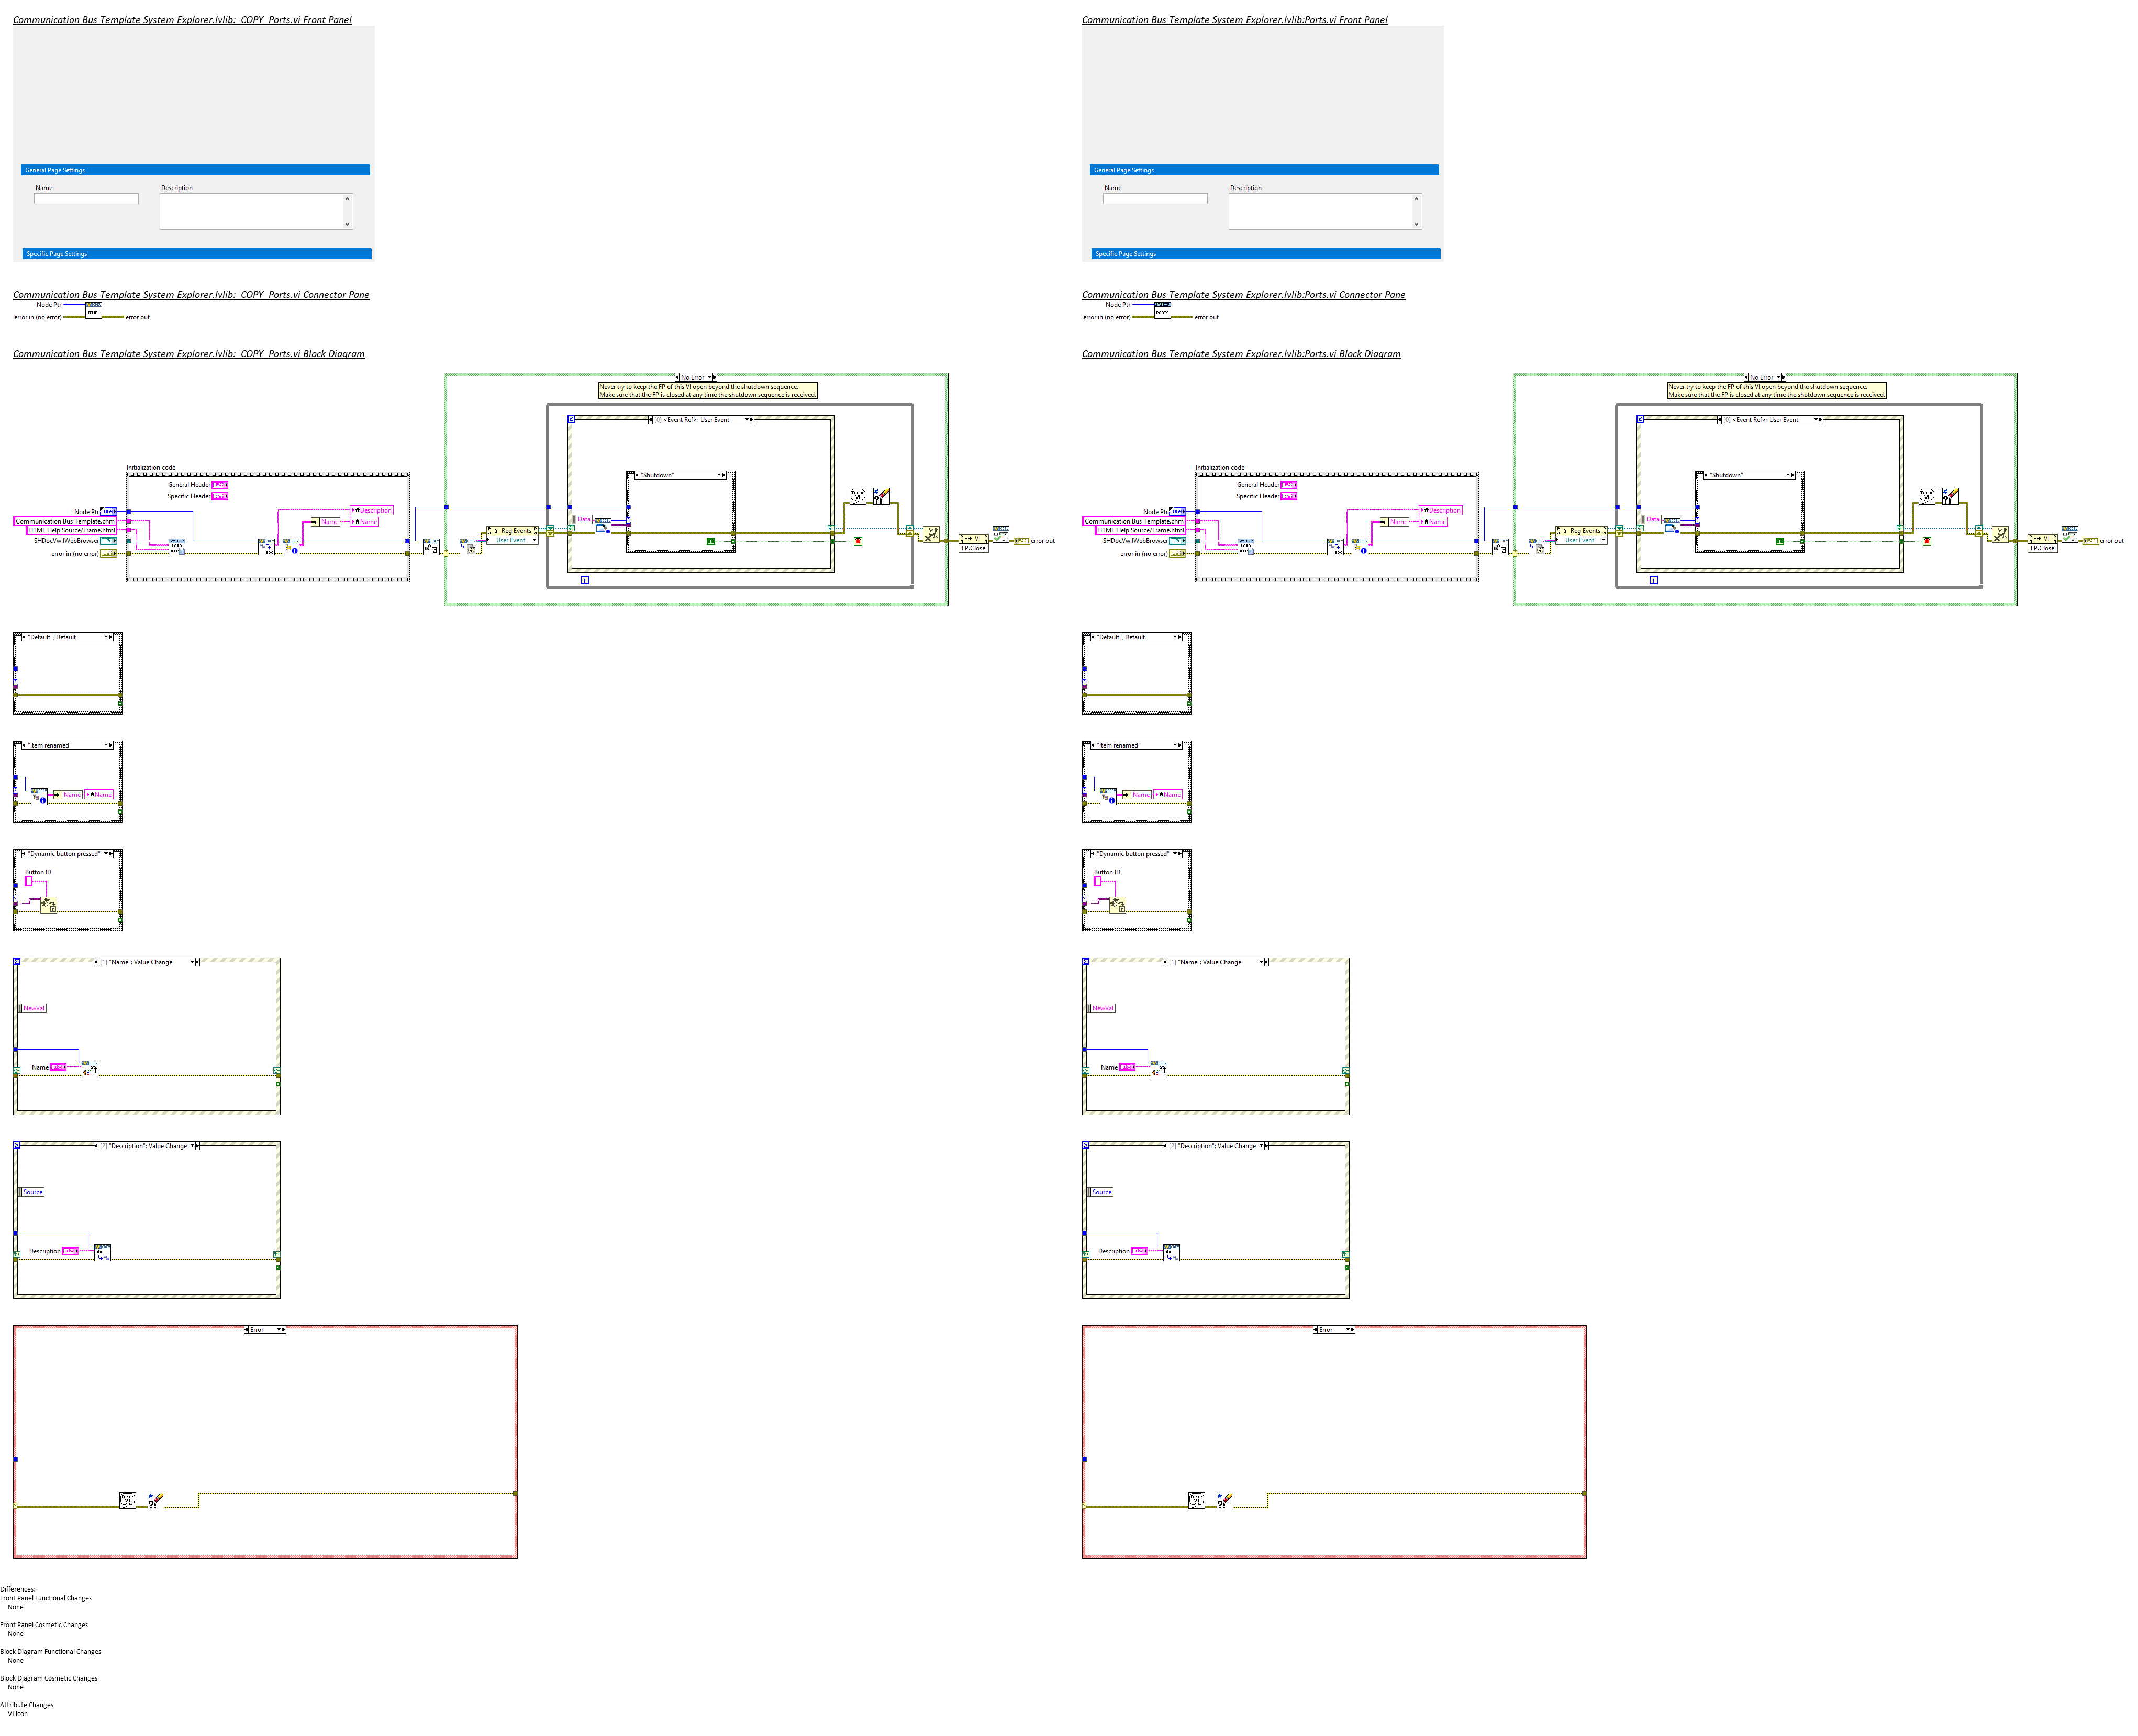 Communication Bus Template System Explorer.lvlib:_COPY_Ports.vi Front Panel
General Page Settings
Name
Description
Specific Page Settings
Communication Bus Template System Explorer.lvlib:_COPY_Ports.vi Connector Pane
Node Ptr
TEMPL
error in (no error)
error out
Communication Bus Template System Explorer.lvlib:_COPY_Ports.vi Block Diagram
No Error
Never try to keep the FP of this VI open beyond the shutdown sequence.
Make sure that the FP is closed at any time the shutdown sequence is received.
[0] <Event Ref>: User Event
Initialization code
"Shutdown"
General Header
Specific Header
Node Ptr
Description
Communication Bus Template.chm
Name
Name
Data
HTML Help Source/Frame.html
Reg Events
SHDocVw.IWebBrowser
User Event
LOAD
HELP
VI
error out
error in (no error)
FP.Close
"Default", Default
"Item renamed"
Name
Name
"Dynamic button pressed"
Button ID
[1] "Name": Value Change
NewVal
Name
[2] "Description": Value Change
Source
Description
abc
Error
Differences:
Front Panel Functional Changes
None
Front Panel Cosmetic Changes
None
Block Diagram Functional Changes
None
Block Diagram Cosmetic Changes
None
Attribute Changes
VI icon
Communication Bus Template System Explorer.lvlib:Ports.vi Front Panel
General Page Settings
Name
Description
Specific Page Settings
Communication Bus Template System Explorer.lvlib:Ports.vi Connector Pane
Node Ptr
PORTS
error in (no error)
error out
Communication Bus Template System Explorer.lvlib:Ports.vi Block Diagram
No Error
Never try to keep the FP of this VI open beyond the shutdown sequence.
Make sure that the FP is closed at any time the shutdown sequence is received.
[0] <Event Ref>: User Event
Initialization code
"Shutdown"
General Header
Specific Header
Node Ptr
Description
Communication Bus Template.chm
Name
Name
Data
HTML Help Source/Frame.html
Reg Events
SHDocVw.IWebBrowser
User Event
LOAD
HELP
VI
error out
error in (no error)
FP.Close
"Default", Default
"Item renamed"
Name
Name
"Dynamic button pressed"
Button ID
[1] "Name": Value Change
NewVal
Name
[2] "Description": Value Change
Source
Description
abc
Error